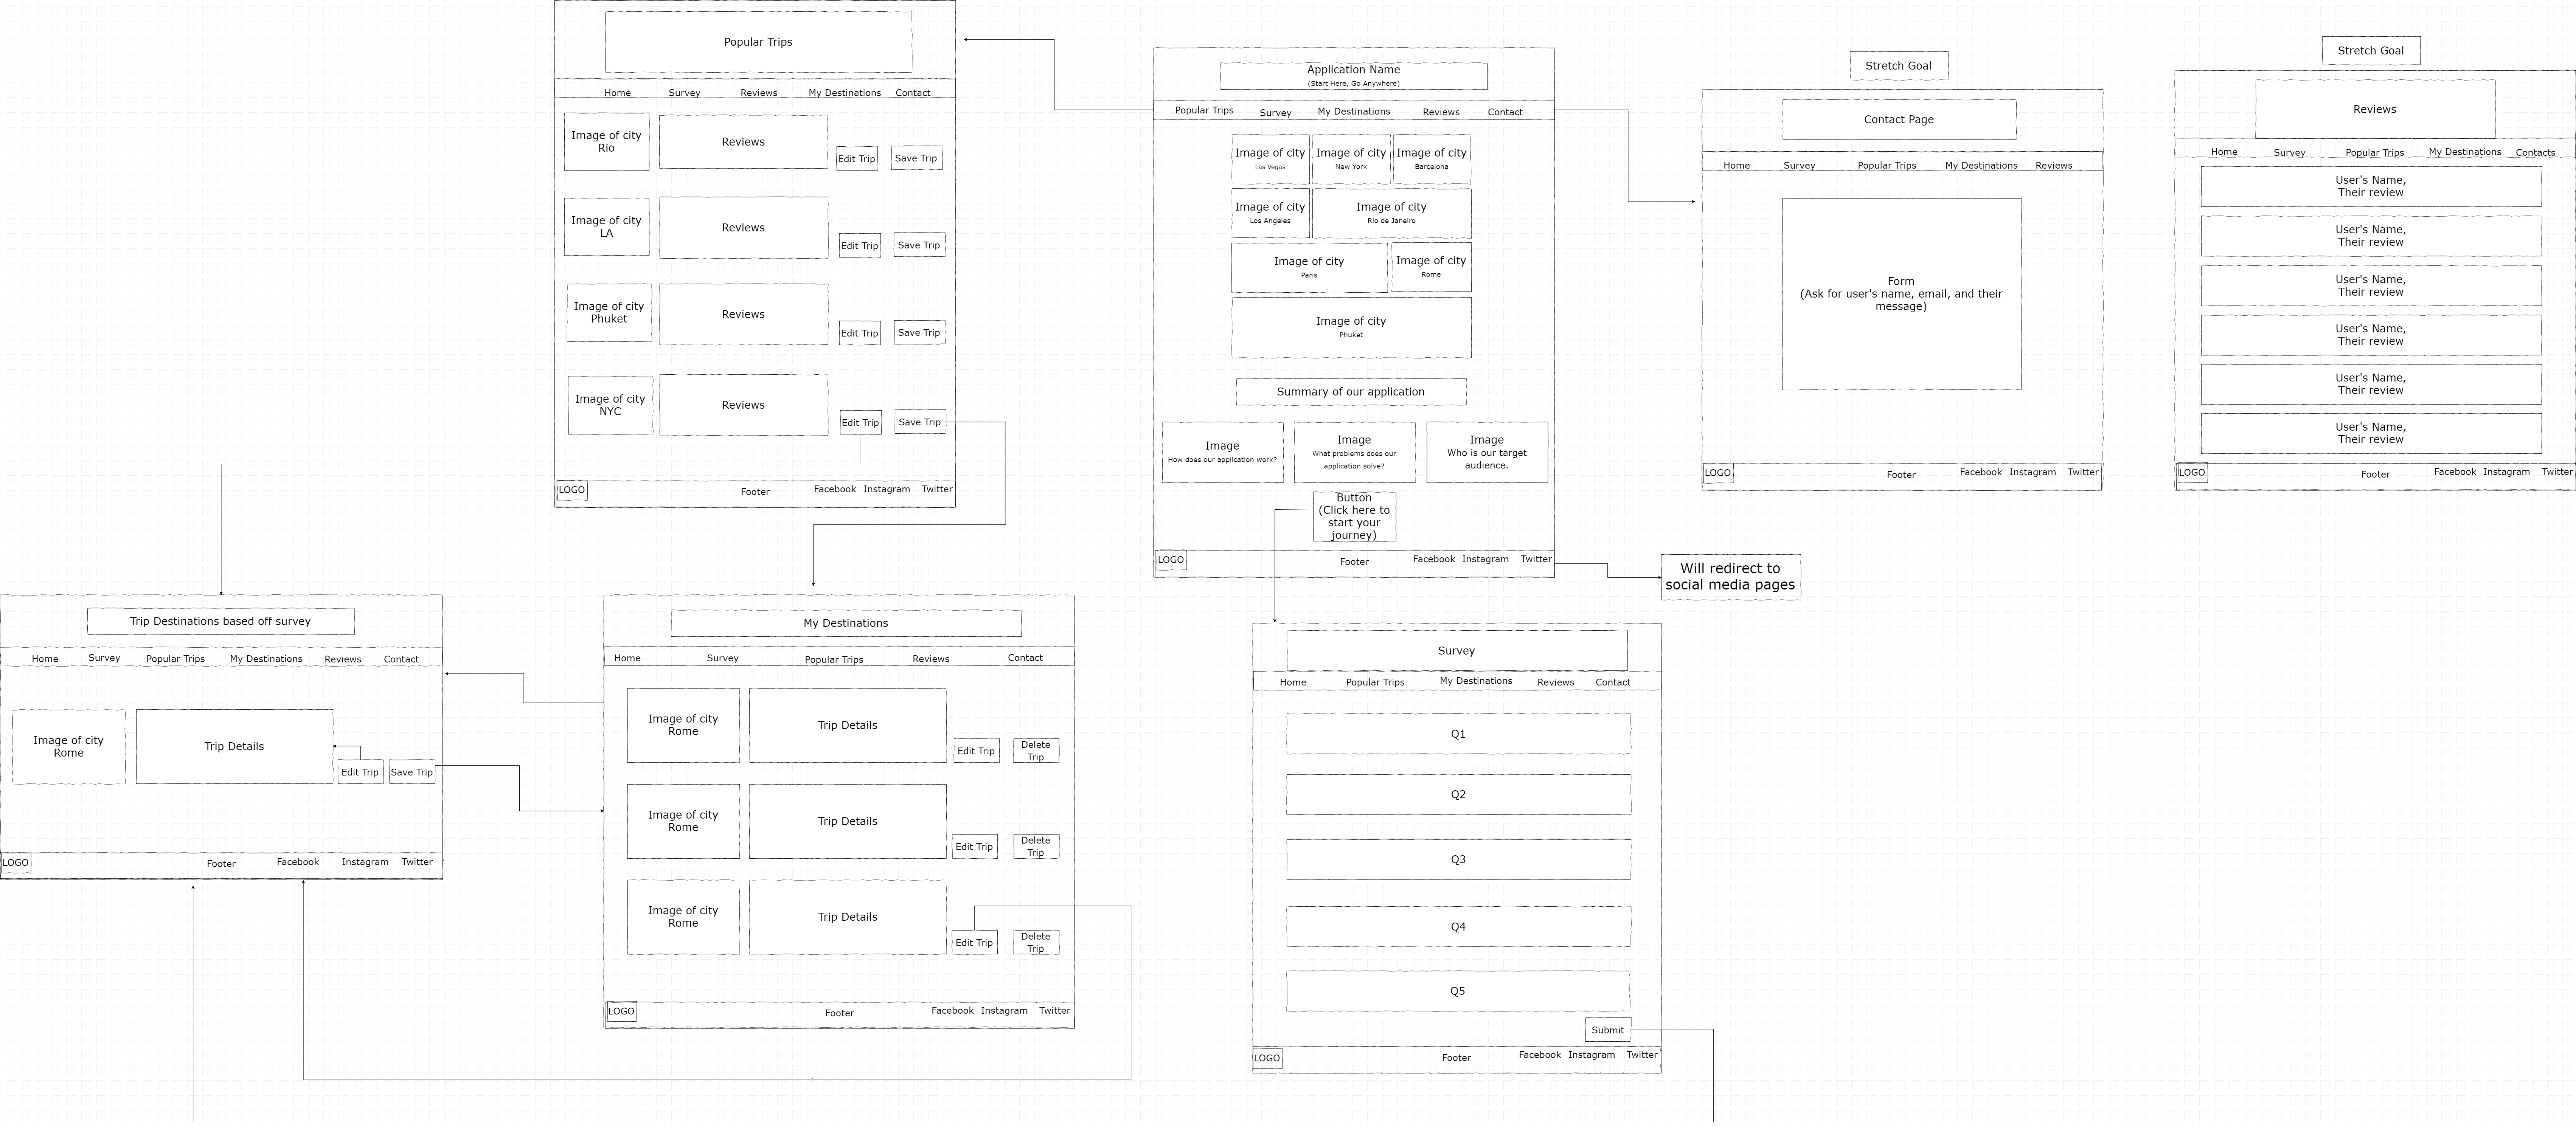 Popular Trips
Home Survey Reviews My Destinations Contact
Image of city
Rio
Reviews
Edit Trip
Save Trip
Image of city
LA
Reviews
Edit Trip
Save Trip
Image of city
Phuket
Reviews
Edit Trip
Save Trip
Image of city
NYC
Reviews
Edit Trip
Save Trip
LOGO
Footer
Facebook Instagram Twitter
Application Name
(Start Here, Go Anywhere)
Popular Trips Survey My Destinations Reviews Contact
Image of city
Las Vegas
Image of city
New York
Image of city
Barcelona
Image of city
Los Angeles
Image of city
Rio de Janeiro
Image of city
Paris
Image of city
Rome
Image of city
Phuket
Summary of our application
Image
How does our application work?
Image
What problems does our
application solve?
Image
Who is our target
audience.
Button
(Click here to
start your
journey)
LOGO
Footer
Facebook Instagram Twitter
Will redirect to
social media pages
Stretch Goal
Contact Page
Home Survey Popular Trips My Destinations Reviews
Form
(Ask for user's name, email, and their
message)
LOGO
Footer
Facebook Instagram Twitter
Stretch Goal
Reviews
Home Survey Popular Trips My Destinations Contacts
User's Name,
Their review
User's Name,
Their review
User's Name,
Their review
User's Name,
Their review
User's Name,
Their review
User's Name,
Their review
LOGO
Footer
Facebook Instagram Twitter
Trip Destinations based off survey
Home Survey Popular Trips My Destinations Reviews Contact
Image of city
Rome
Trip Details
Edit Trip
Save Trip
LOGO
Footer
Facebook Instagram Twitter
My Destinations
Home Survey Popular Trips Reviews Contact
Image of city
Rome
Trip Details
Edit Trip
Delete
Trip
Image of city
Rome
Trip Details
Edit Trip
Delete
Trip
Image of city
Rome
Trip Details
Edit Trip
Delete
Trip
LOGO
Footer
Facebook Instagram Twitter
Survey
Home Popular Trips My Destinations Reviews Contact
Q1
Q2
Q3
Q4
Q5
Submit
LOGO
Footer
Facebook Instagram Twitter